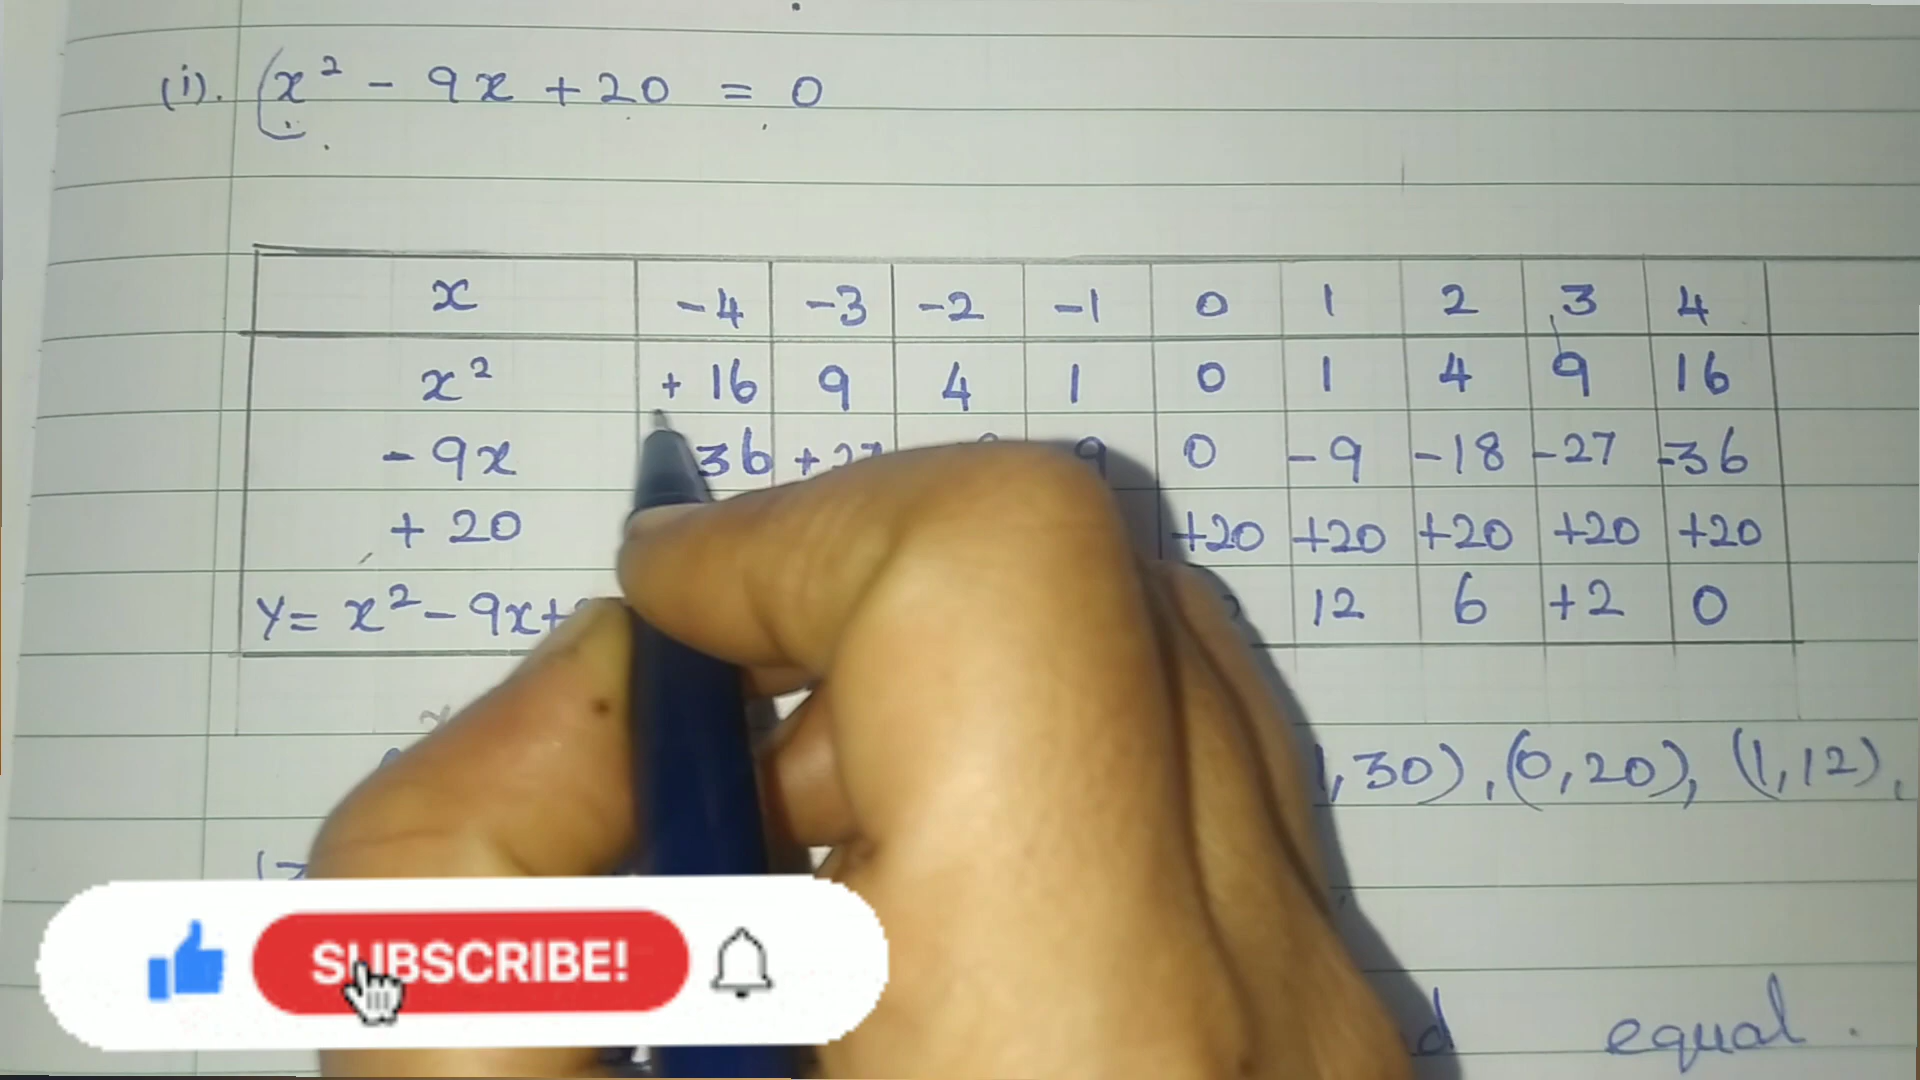 (i). (x² - 9x + 20 = 0
x -4 -3 -2 -1 0 1 2 3 4
x² +16 9 4 1 0 1 4 9 16
-9x 36 +27 9 0 -9 -18 -27 -36
+20 +20 +20 +20 +20 +20
Y= x² - 9x+ 12 6 +2 0
,30), (0,20), (1,12),
SUBSCRIBE!
equal.